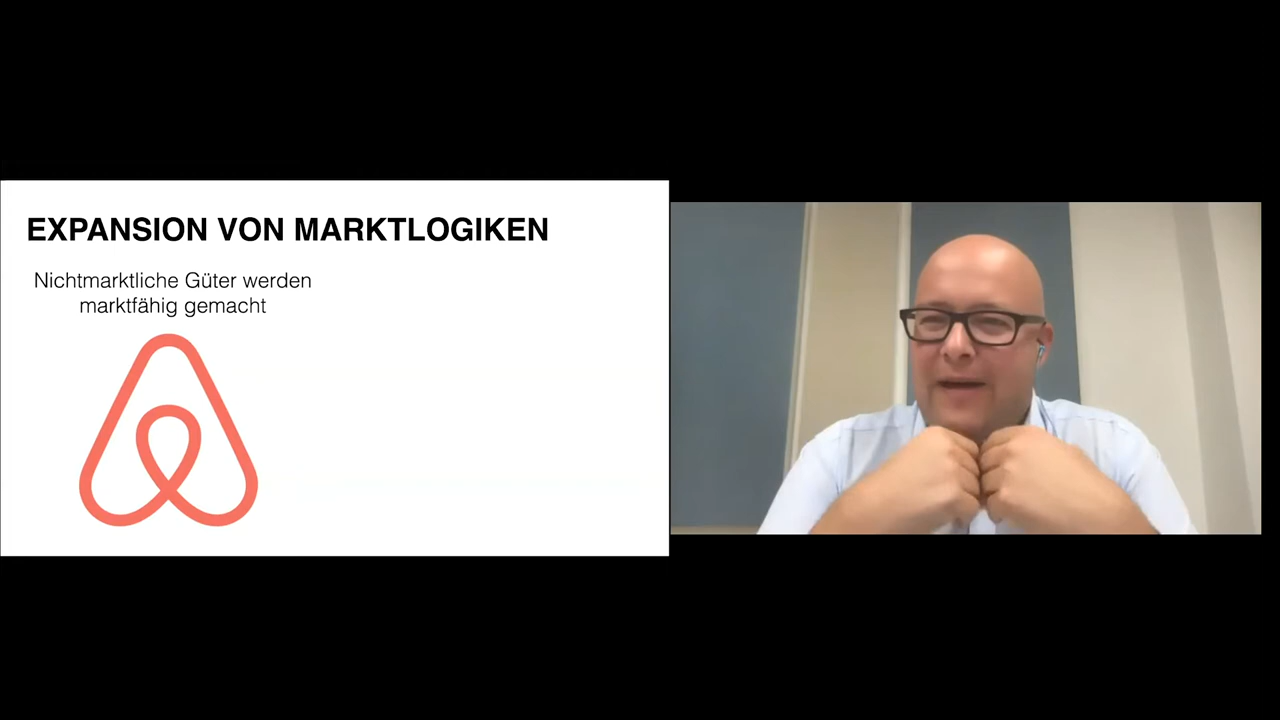 EXPANSION VON MARKTLOGIKEN
Nichtmarktliche Güter werden
marktfähig gemacht